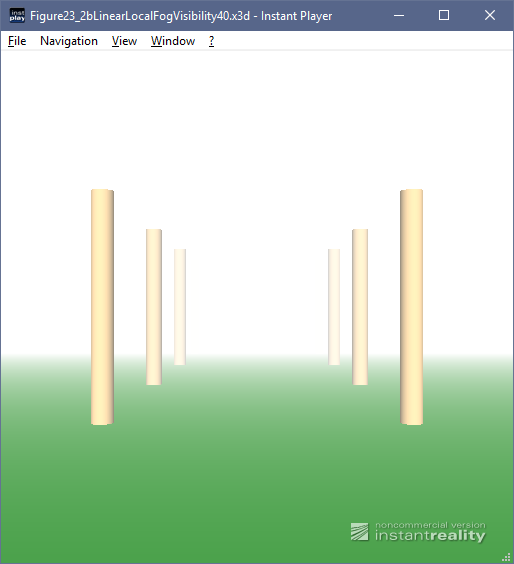 inst
play
Figure23_2bLinearLocalFogVisibility40.x3d - Instant Player
File Navigation View Window ?
noncommercial version
instantreality